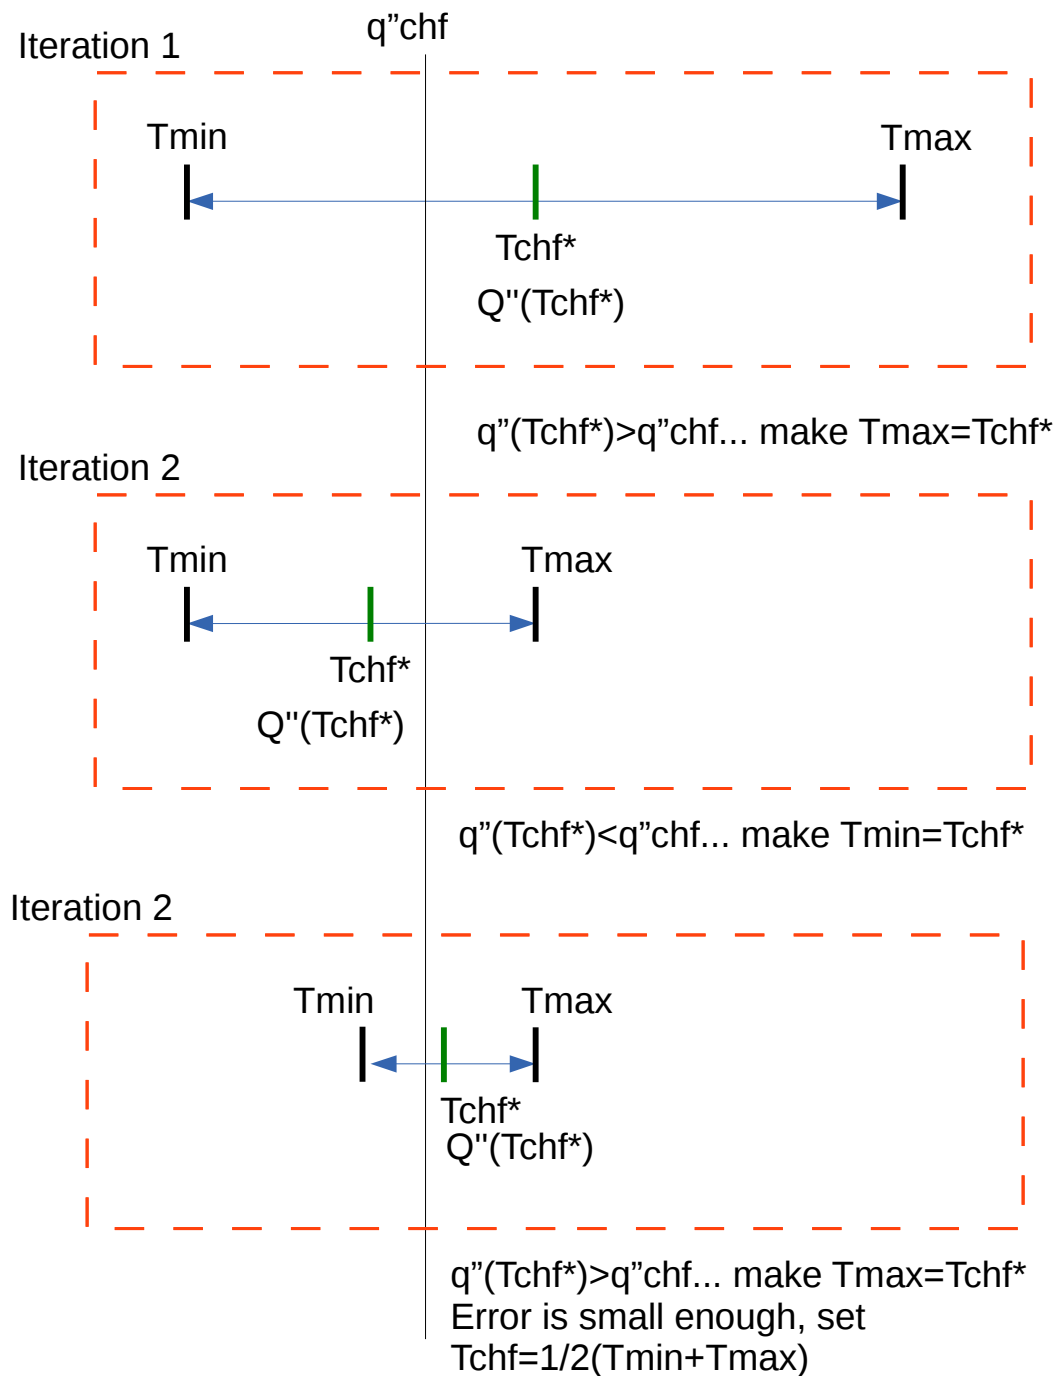 q”chf
Iteration 1
Tmin
Tmax
Tchf*
Q"(Tchf*)
q”(Tchf*)>q”chf... make Tmax=Tchf*
Iteration 2
Tmin
Tmax
Tchf*
Q"(Tchf*)
q”(Tchf*)<q”chf... make Tmin=Tchf*
Iteration 2
Tmin
Tmax
Tchf*
Q"(Tchf*)
q”(Tchf*)>q”chf... make Tmax=Tchf*
Error is small enough, set
Tchf=1/2(Tmin+Tmax)